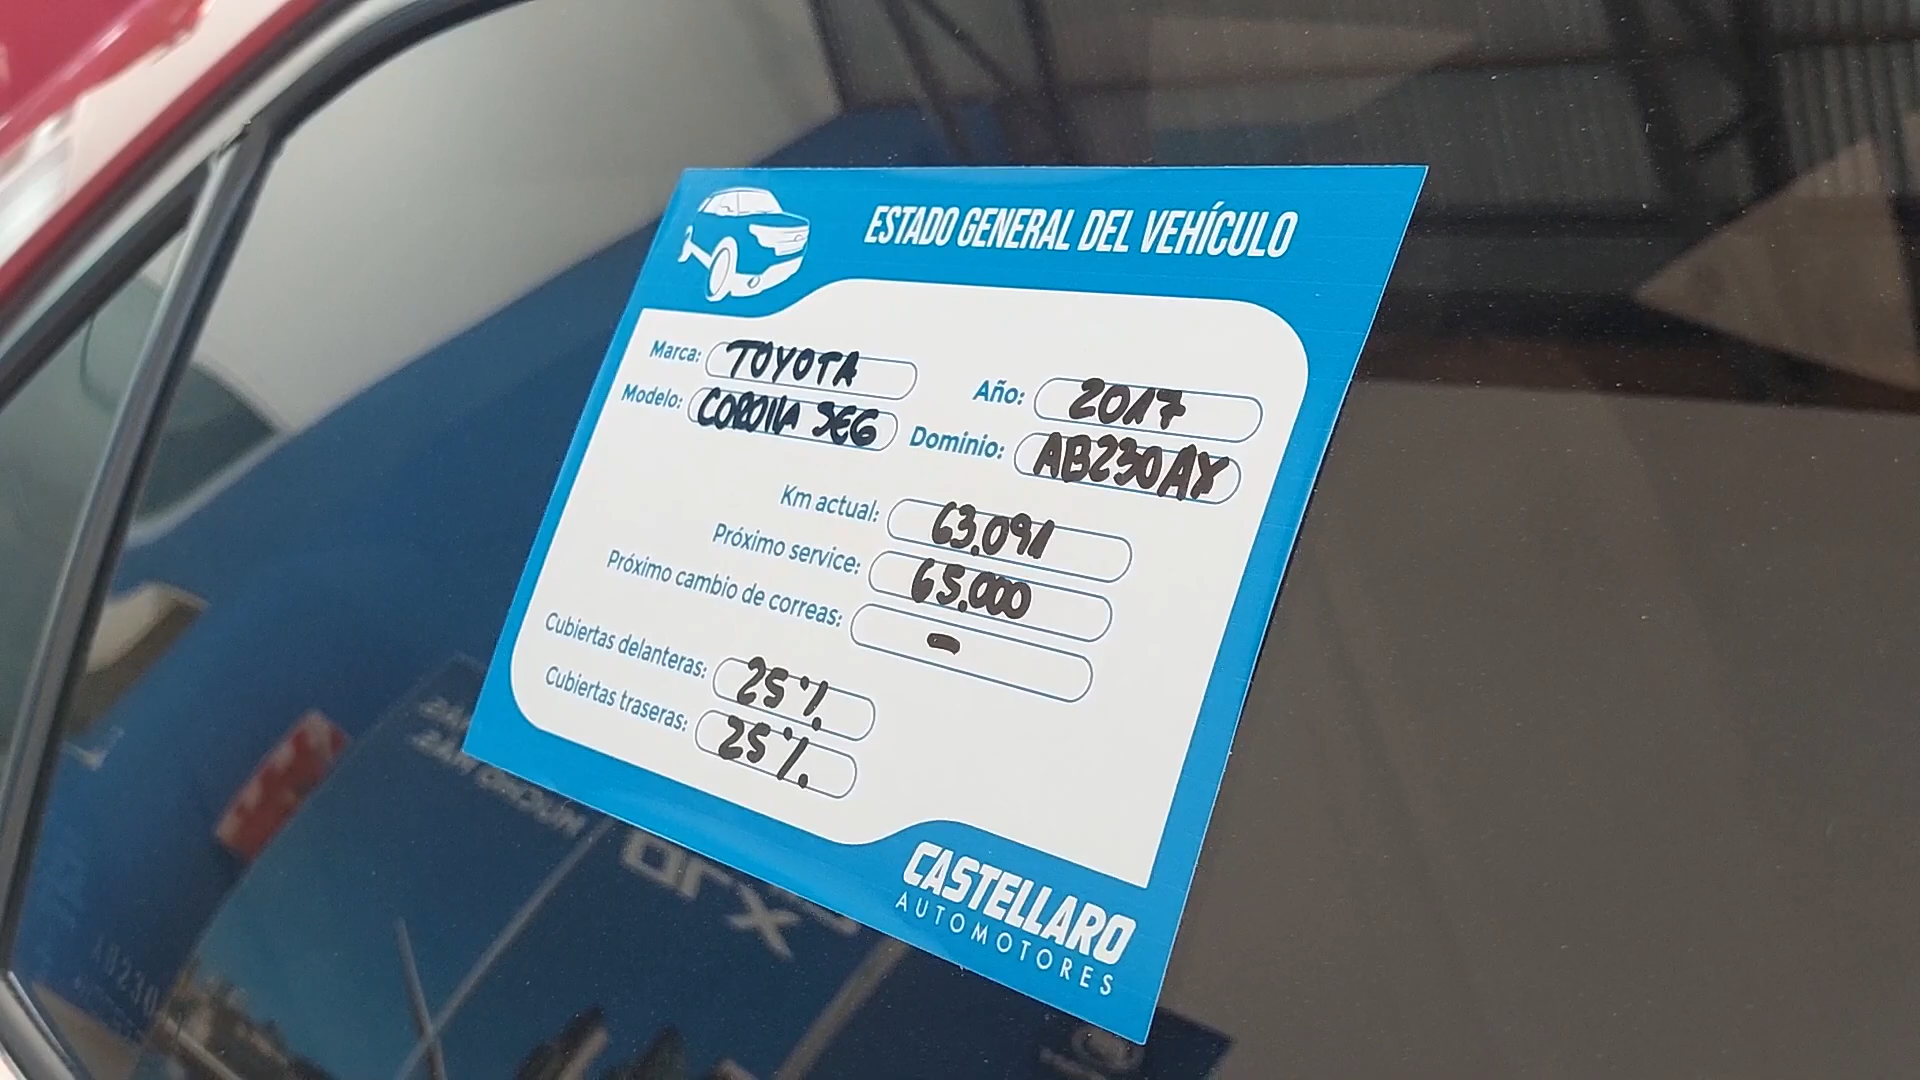 ESTADO GENERAL DEL VEHÍCULO
Marca: TOYOTA
Año: 2017
Modelo: COROLLA SEG
Dominio: AB230AY
Km actual: 63.091
Próximo service: 65.000
Próximo cambio de correas: -
Cubiertas delanteras: 25%
Cubiertas traseras: 25%
CASTELLARO
AUTOMOTORES